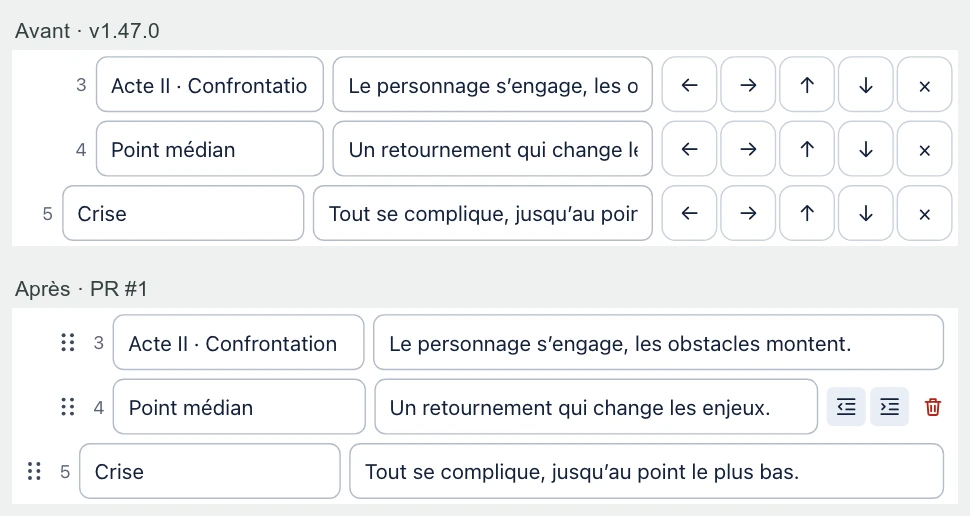 Avant · v1.47.0
3 Acte II · Confrontatio Le personnage s’engage, les o ← → ↑ ↓ ×
4 Point médian Un retournement qui change le ← → ↑ ↓ ×
5 Crise Tout se complique, jusqu’au poin ← → ↑ ↓ ×
Après · PR #1
3 Acte II · Confrontation Le personnage s’engage, les obstacles montent.
4 Point médian Un retournement qui change les enjeux.
5 Crise Tout se complique, jusqu’au point le plus bas.